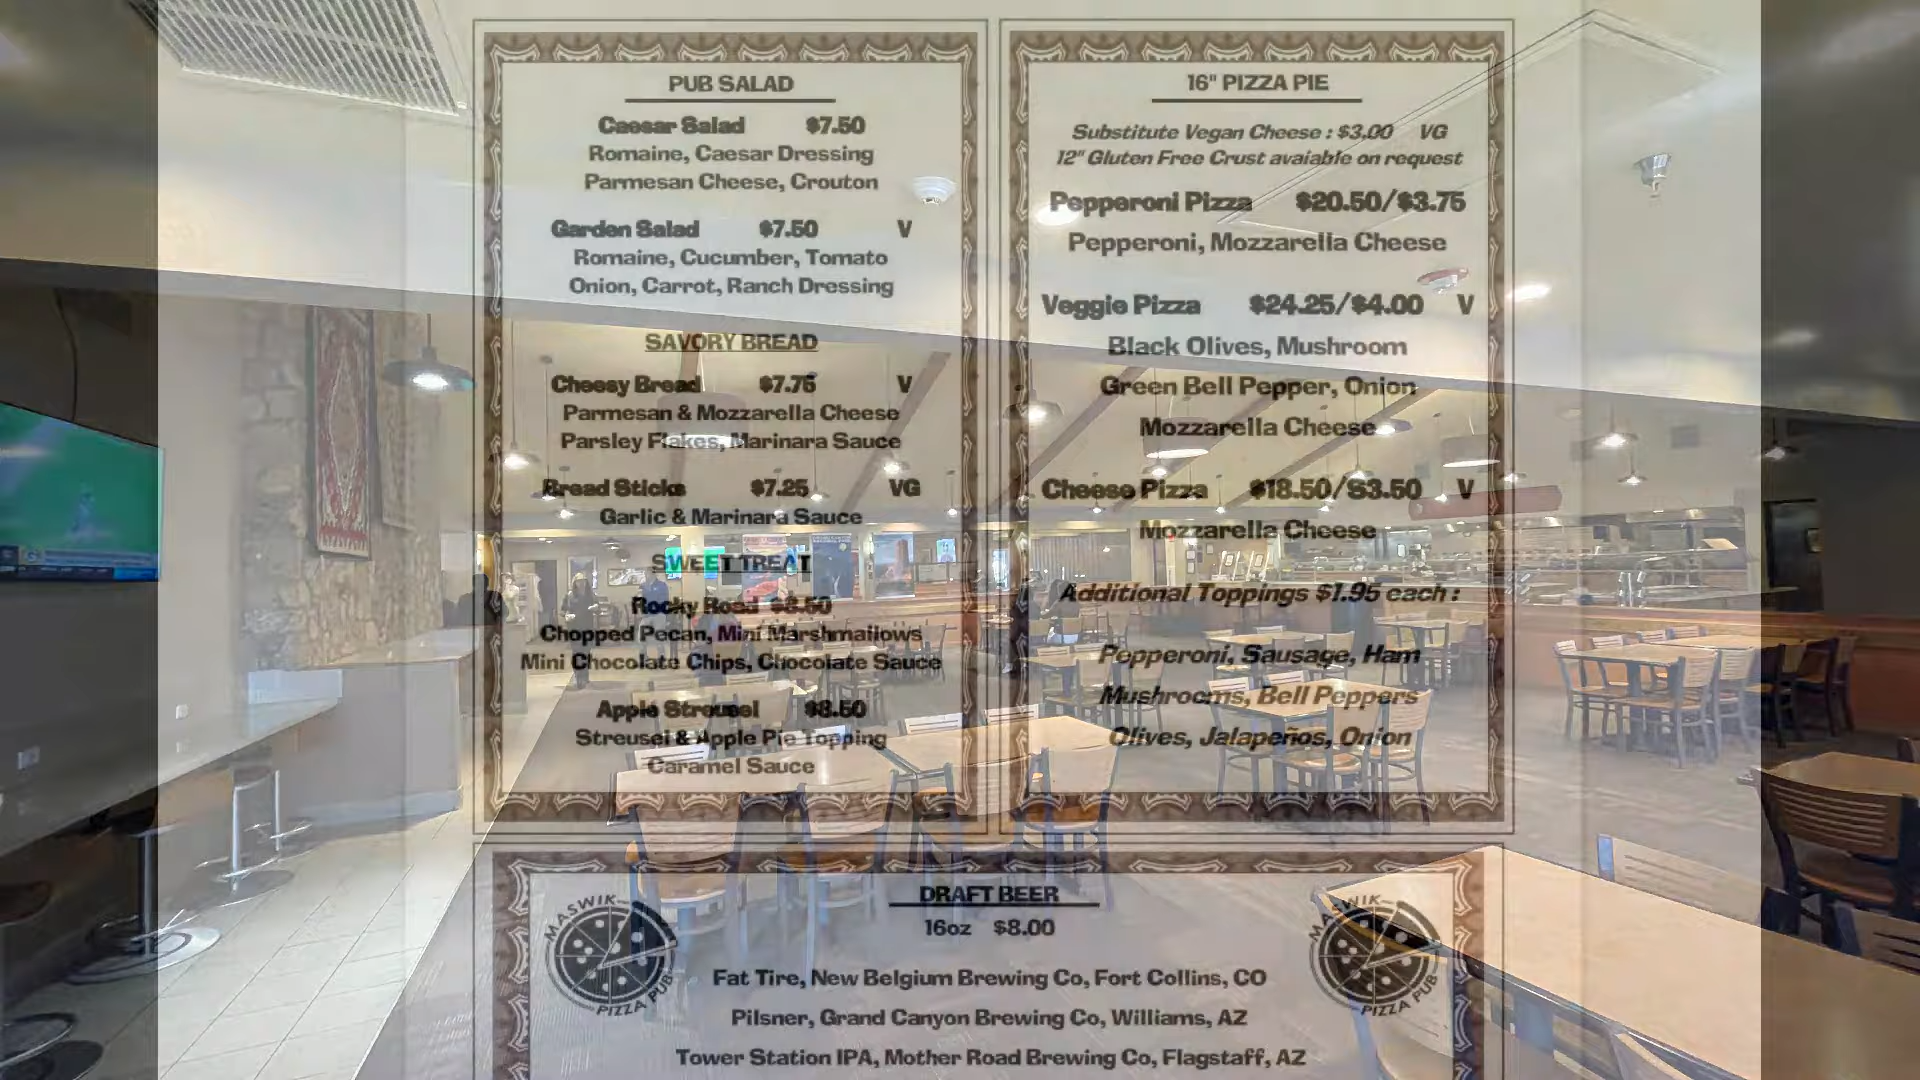 PUB SALAD
Caesar Salad $7.50
Romaine, Caesar Dressing
Parmesan Cheese, Crouton
Garden Salad $7.50 V
Romaine, Cucumber, Tomato
Onion, Carrot, Ranch Dressing
SAVORY BREAD
Cheesy Bread $7.75 V
Parmesan & Mozzarella Cheese
Parsley Flakes, Marinara Sauce
Bread Sticks $7.25 VG
Garlic & Marinara Sauce
SWEET TREAT
Rocky Road $8.50
Chopped Pecan, Mini Marshmallows
Mini Chocolate Chips, Chocolate Sauce
Apple Streusel $8.50
Streusel & Apple Pie Topping
Caramel Sauce
16" PIZZA PIE
Substitute Vegan Cheese : $3.00 VG
12" Gluten Free Crust avaiable on request
Pepperoni Pizza $20.50/$3.75
Pepperoni, Mozzarella Cheese
Veggie Pizza $24.25/$4.00 V
Black Olives, Mushroom
Green Bell Pepper, Onion
Mozzarella Cheese
Cheese Pizza $18.50/S3.50 V
Mozzarella Cheese
Additional Toppings $1.95 each :
Pepperoni, Sausage, Ham
Mushrooms, Bell Peppers
Olives, Jalapeños, Onion
DRAFT BEER
16oz $8.00
MASWIK
PIZZA PUB
MASWIK
PIZZA PUB
Fat Tire, New Belgium Brewing Co, Fort Collins, CO
Pilsner, Grand Canyon Brewing Co, Williams, AZ
Tower Station IPA, Mother Road Brewing Co, Flagstaff, AZ